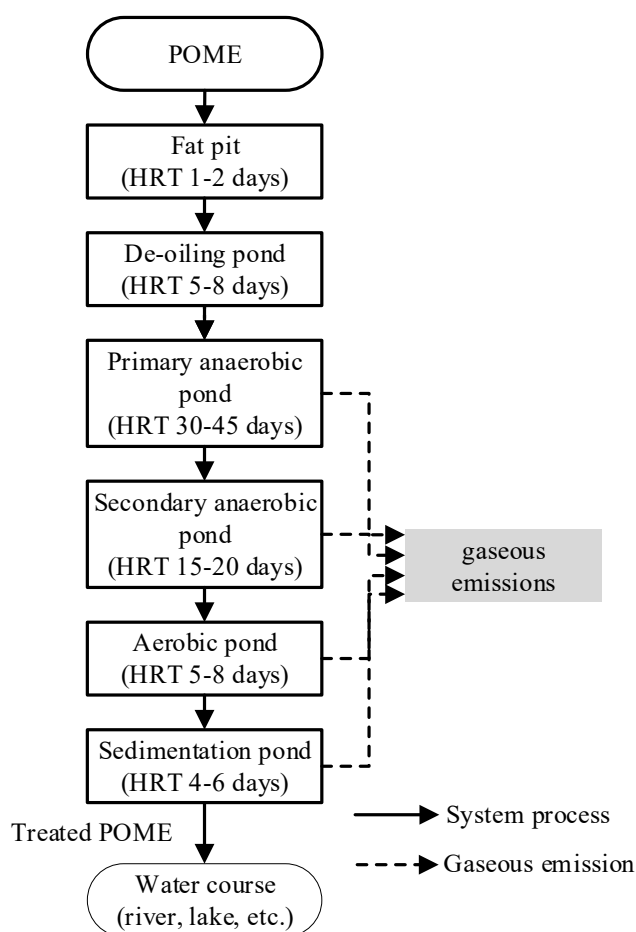 POME
Fat pit
(HRT 1-2 days)
De-oiling pond
(HRT 5-8 days)
Primary anaerobic
pond
(HRT 30-45 days)
Secondary anaerobic
pond
(HRT 15-20 days)
gaseous
emissions
Aerobic pond
(HRT 5-8 days)
Sedimentation pond
(HRT 4-6 days)
Treated POME
System process
Gaseous emission
Water course
(river, lake, etc.)